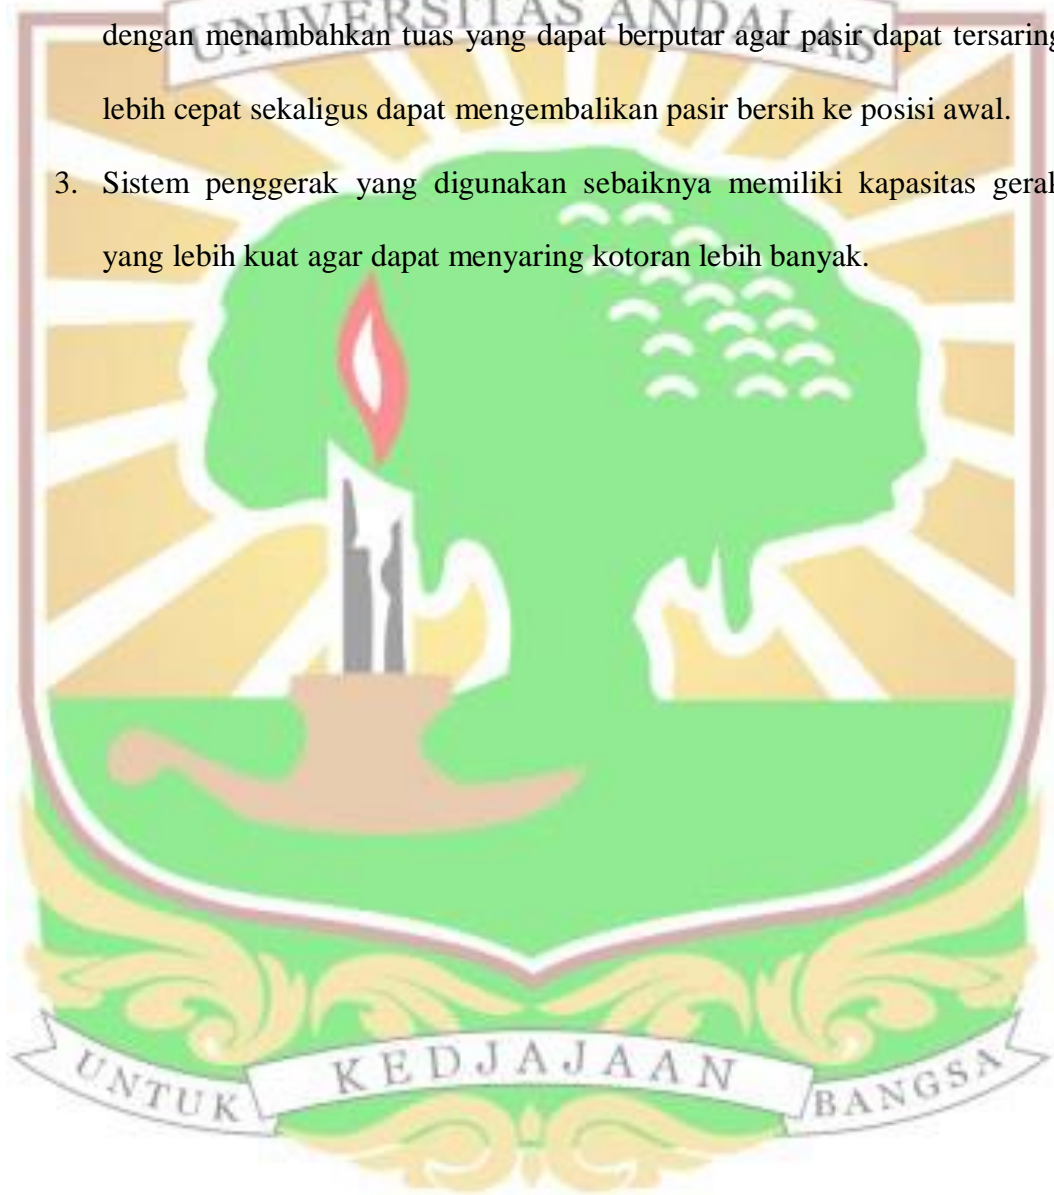 UNIVERSITAS ANDALAS
dengan menambahkan tuas yang dapat berputar agar pasir dapat tersaring
lebih cepat sekaligus dapat mengembalikan pasir bersih ke posisi awal.
3. Sistem penggerak yang digunakan sebaiknya memiliki kapasitas gerak
yang lebih kuat agar dapat menyaring kotoran lebih banyak.
UNTUK KEDJAJAAN BANGSA